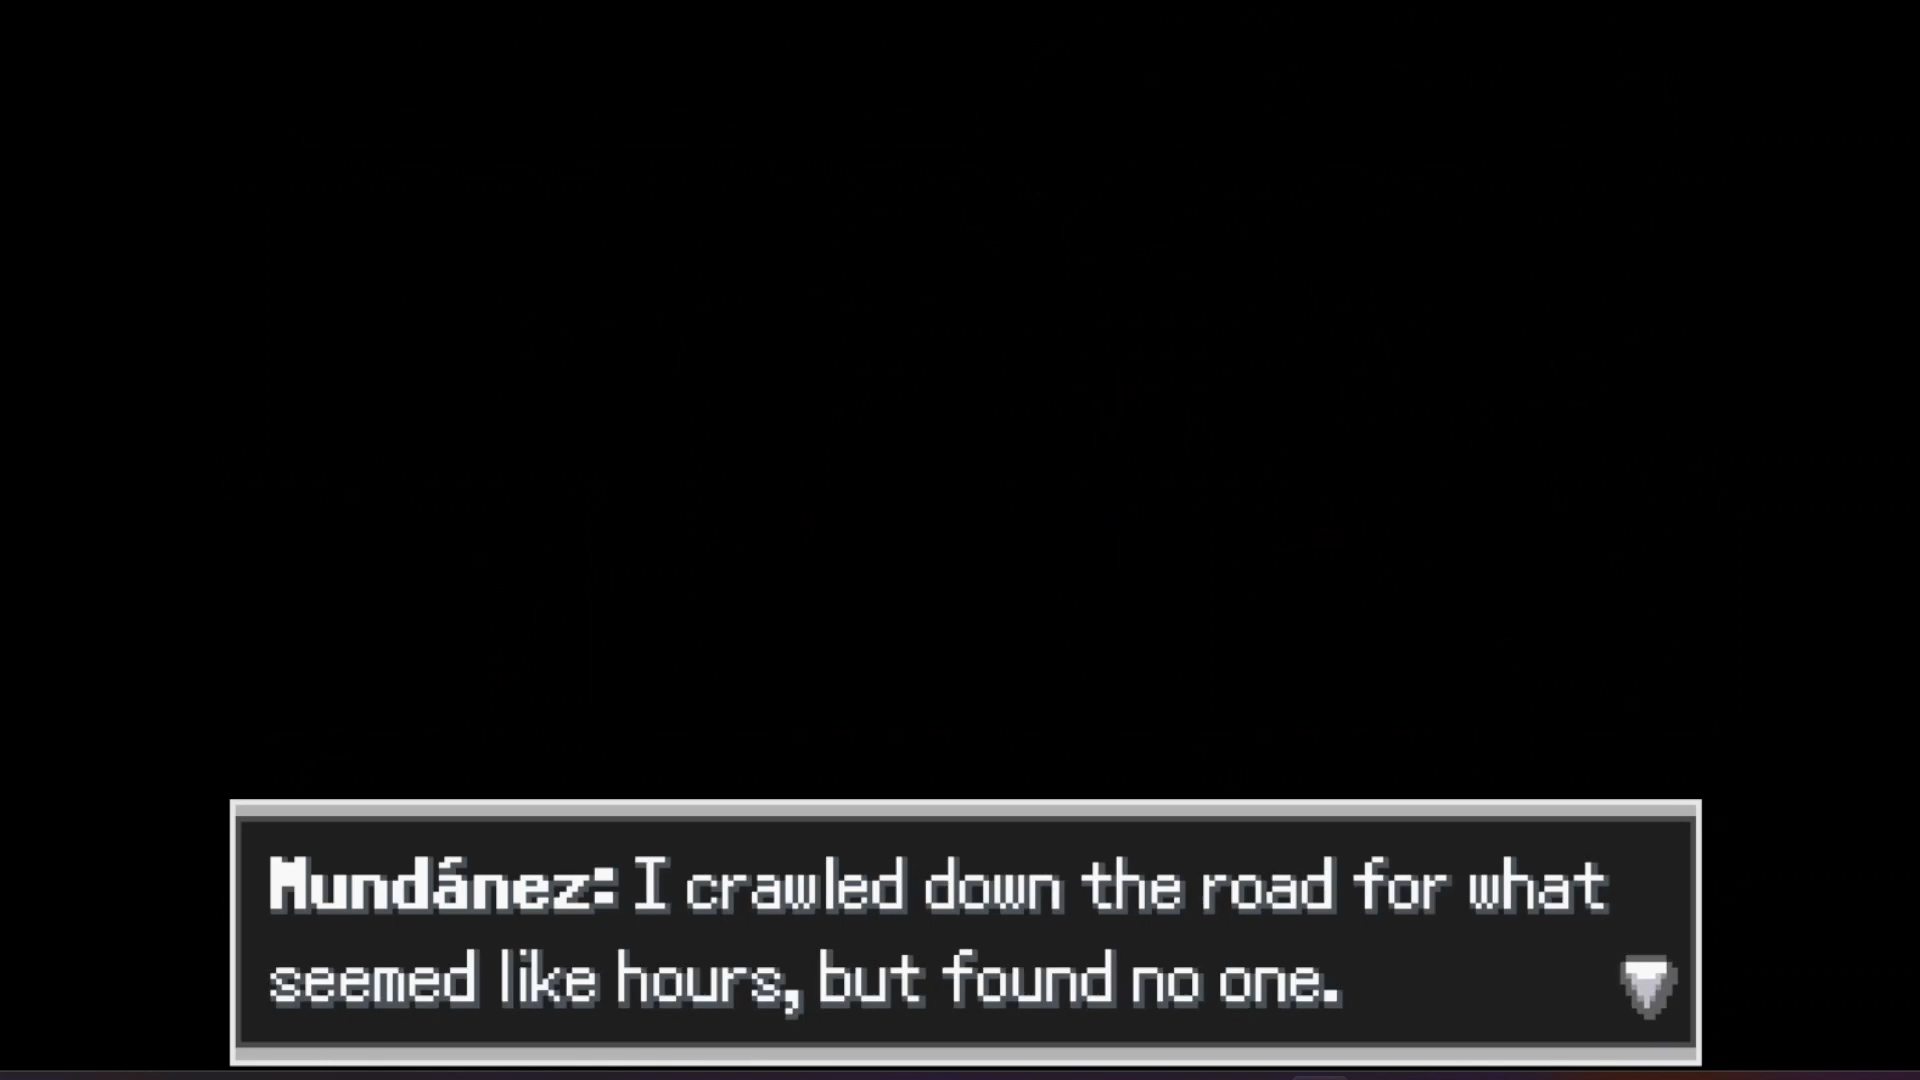 Mundánez: I crawled down the road for what
seemed like hours, but found no one.